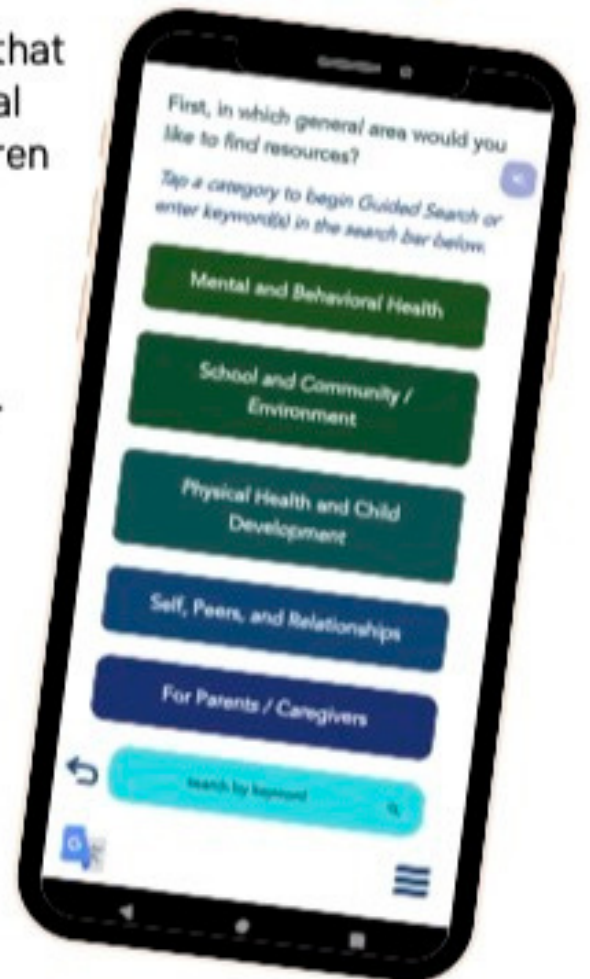 that
al
ren
First, in which general area would you
like to find resources?
Tap a category to begin Guided Search or
enter keyword(s) in the search bar below.
Mental and Behavioral Health
School and Community /
Environment
Physical Health and Child
Development
Self, Peers, and Relationships
For Parents / Caregivers
search by keyword
G